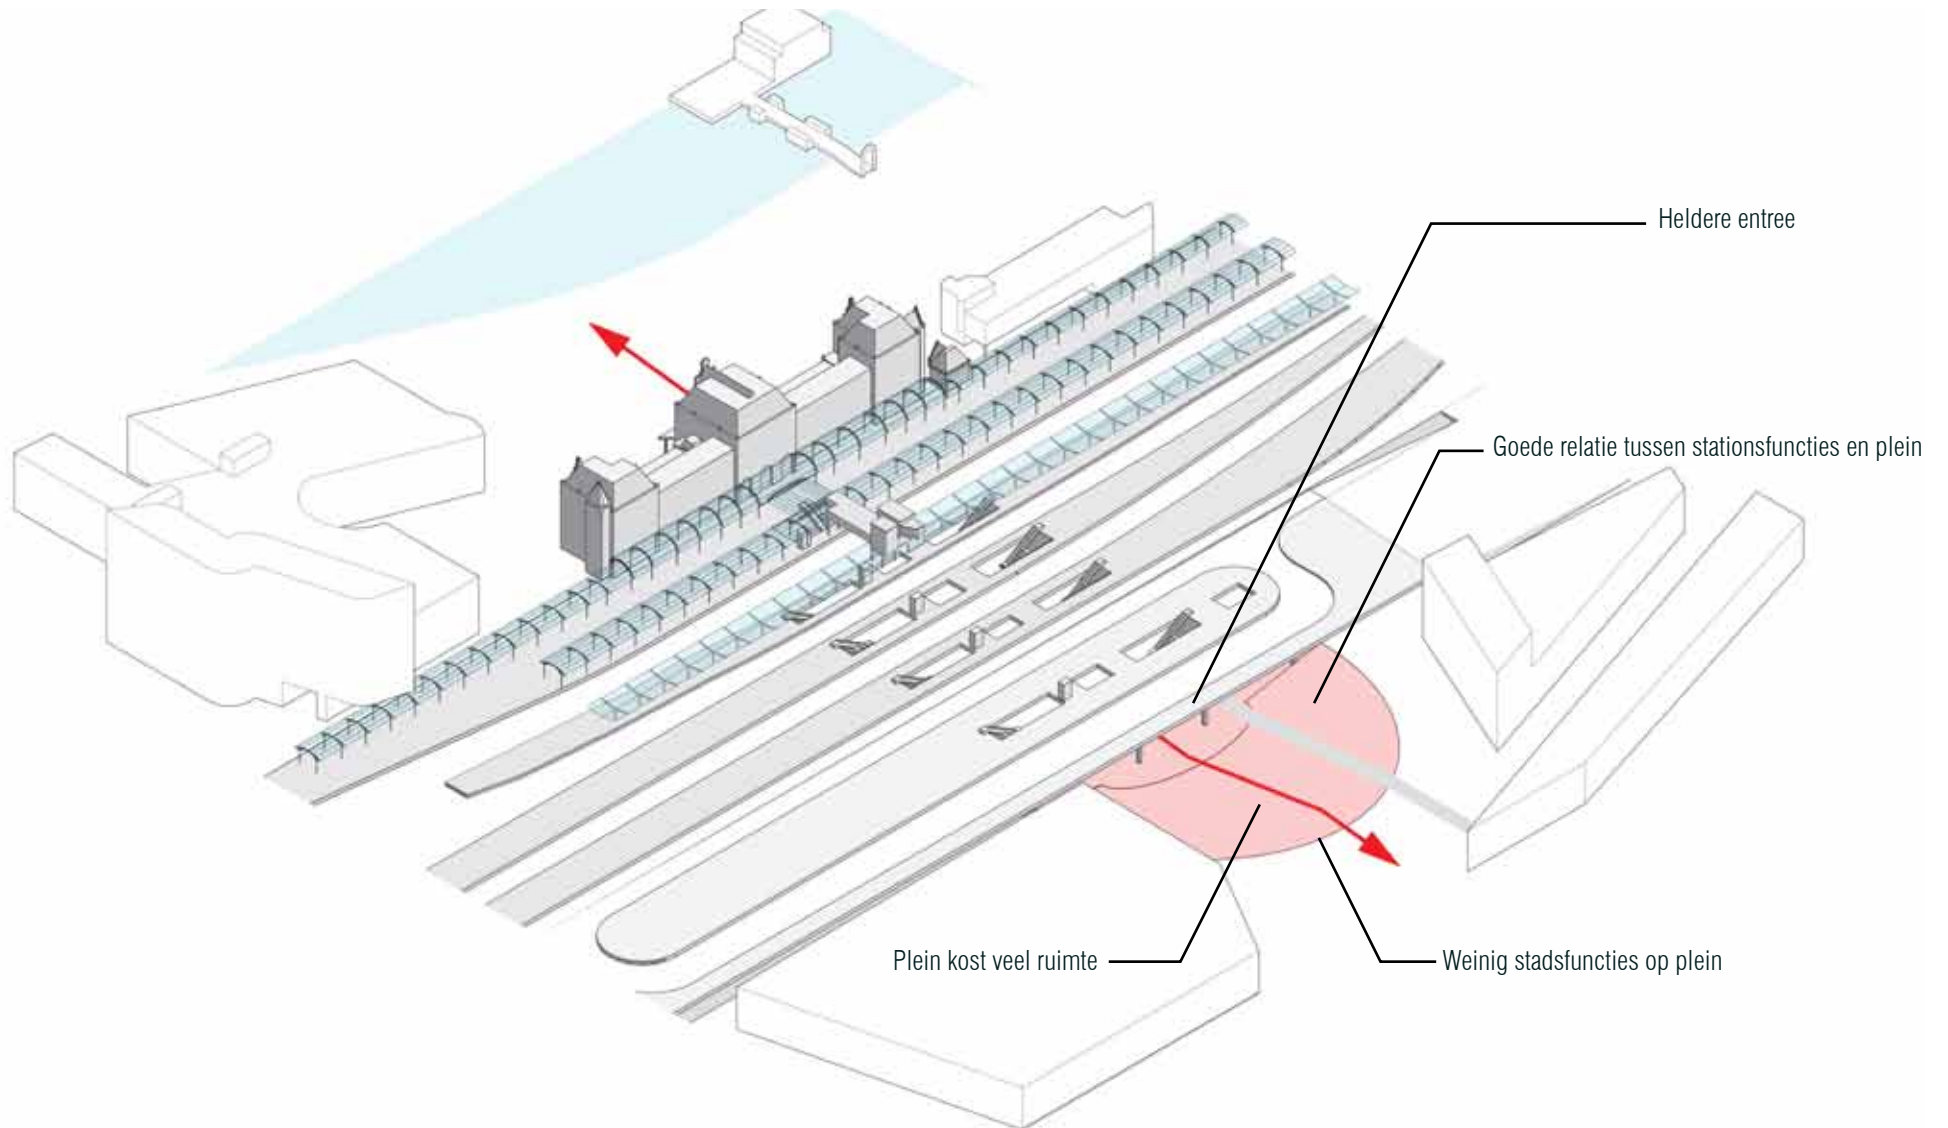 Heldere entree
Goede relatie tussen stationsfuncties en plein
Plein kost veel ruimte
Weinig stadsfuncties op plein